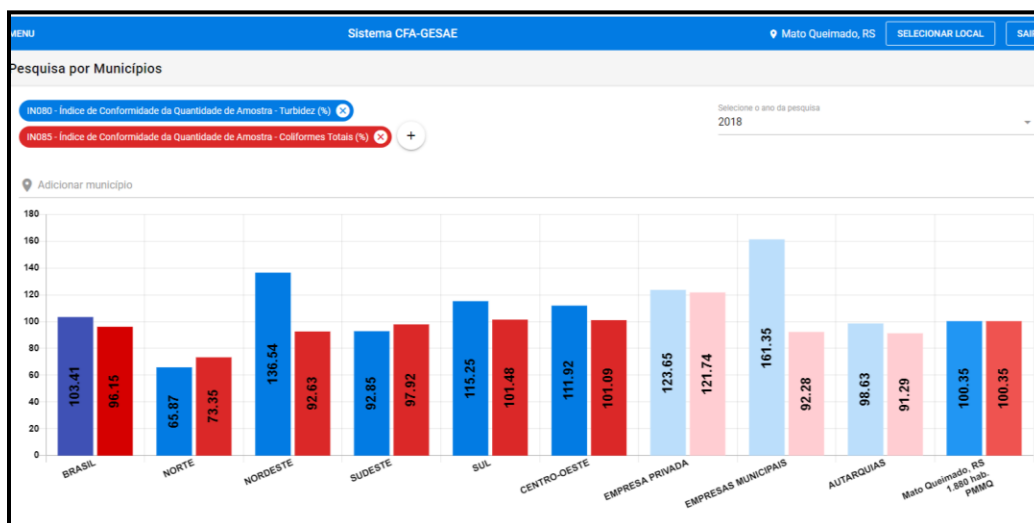 MENU
Sistema CFA-GESAE
Mato Queimado, RS
SELECIONAR LOCAL
SAIR
Pesquisa por Municípios
IN080 - Índice de Conformidade da Quantidade de Amostra - Turbidez (%)
IN085 - Índice de Conformidade da Quantidade de Amostra - Coliformes Totais (%)
+
Selecione o ano da pesquisa
2018
Adicionar município
180
160
140
120
100
80
60
40
20
0
103.41
96.15
65.87
73.35
136.54
92.63
92.85
97.92
115.25
101.48
111.92
101.09
123.65
121.74
161.35
92.28
98.63
91.29
100.35
100.35
BRASIL
NORTE
NORDESTE
SUDESTE
SUL
CENTRO-OESTE
EMPRESA PRIVADA
EMPRESAS MUNICIPAIS
AUTARQUIAS
Mato Queimado, RS
1.880 hab.
PMMQ